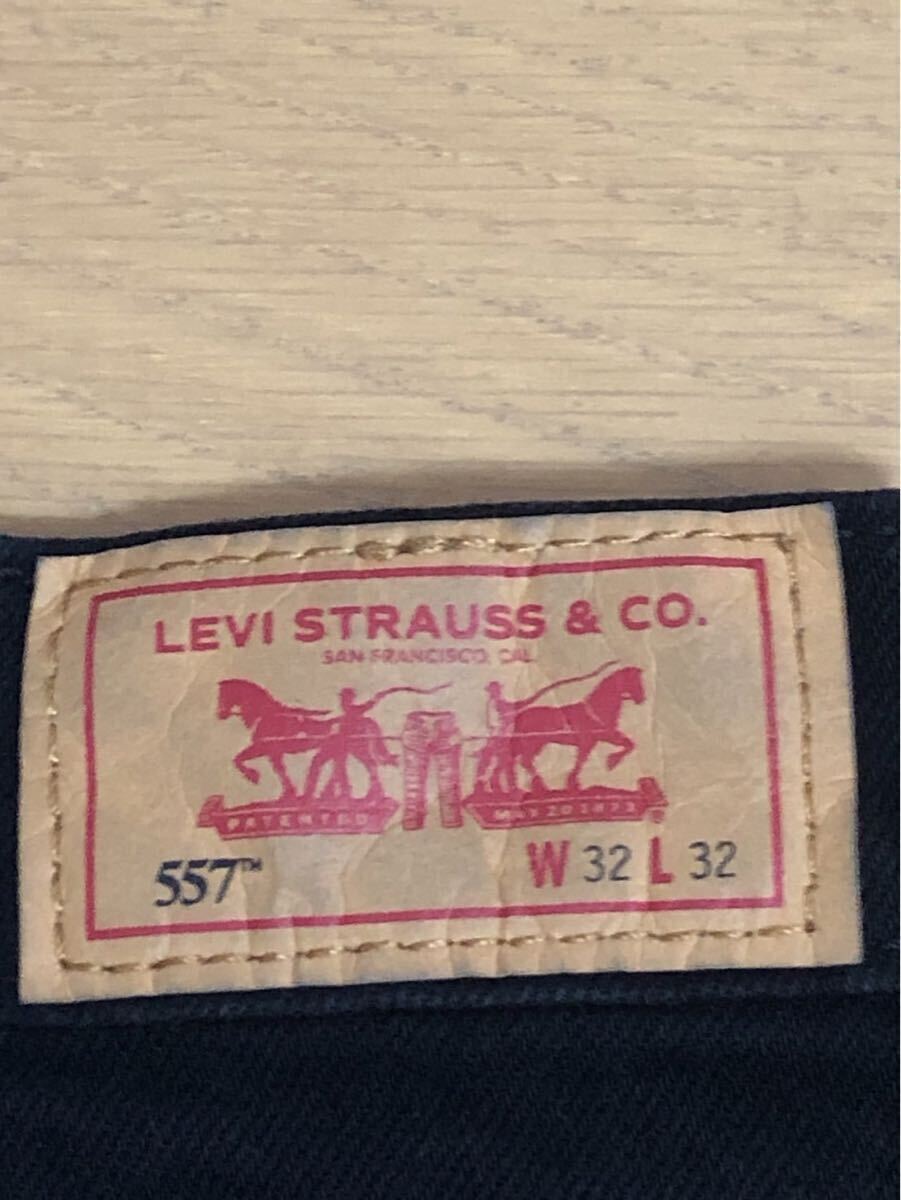 LEVI STRAUSS & CO.
SAN FRANCISCO, CAL.
PATENTED MAY 20 1873 ®
557™ W 32 L 32